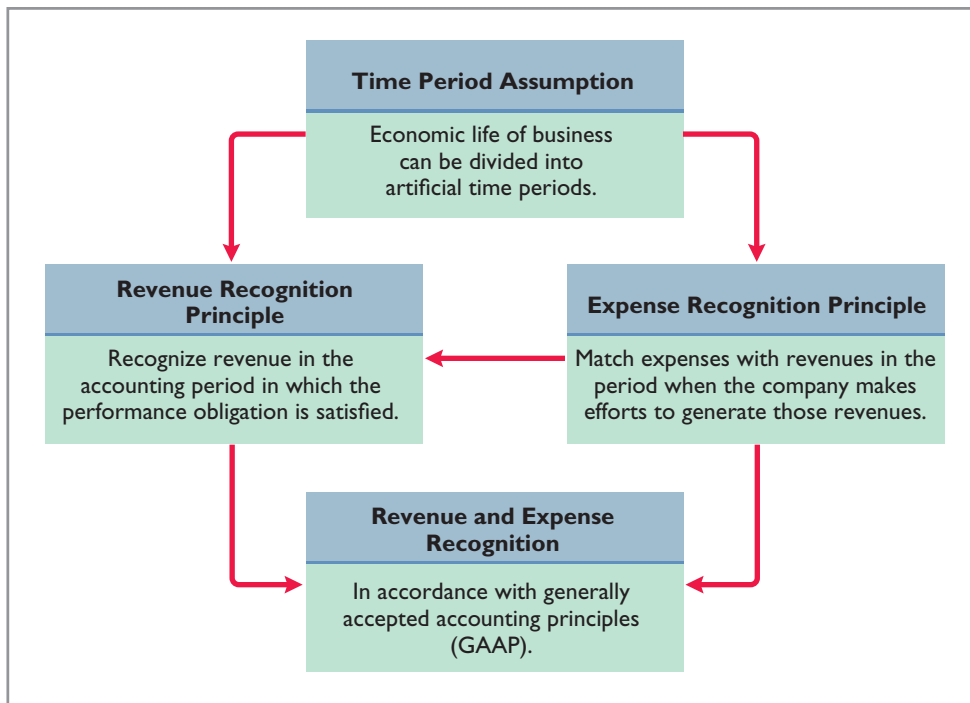 Time Period Assumption
Economic life of business
can be divided into
artificial time periods.
Revenue Recognition
Principle
Recognize revenue in the
accounting period in which the
performance obligation is satisfied.
Expense Recognition Principle
Match expenses with revenues in the
period when the company makes
efforts to generate those revenues.
Revenue and Expense
Recognition
In accordance with generally
accepted accounting principles
(GAAP).